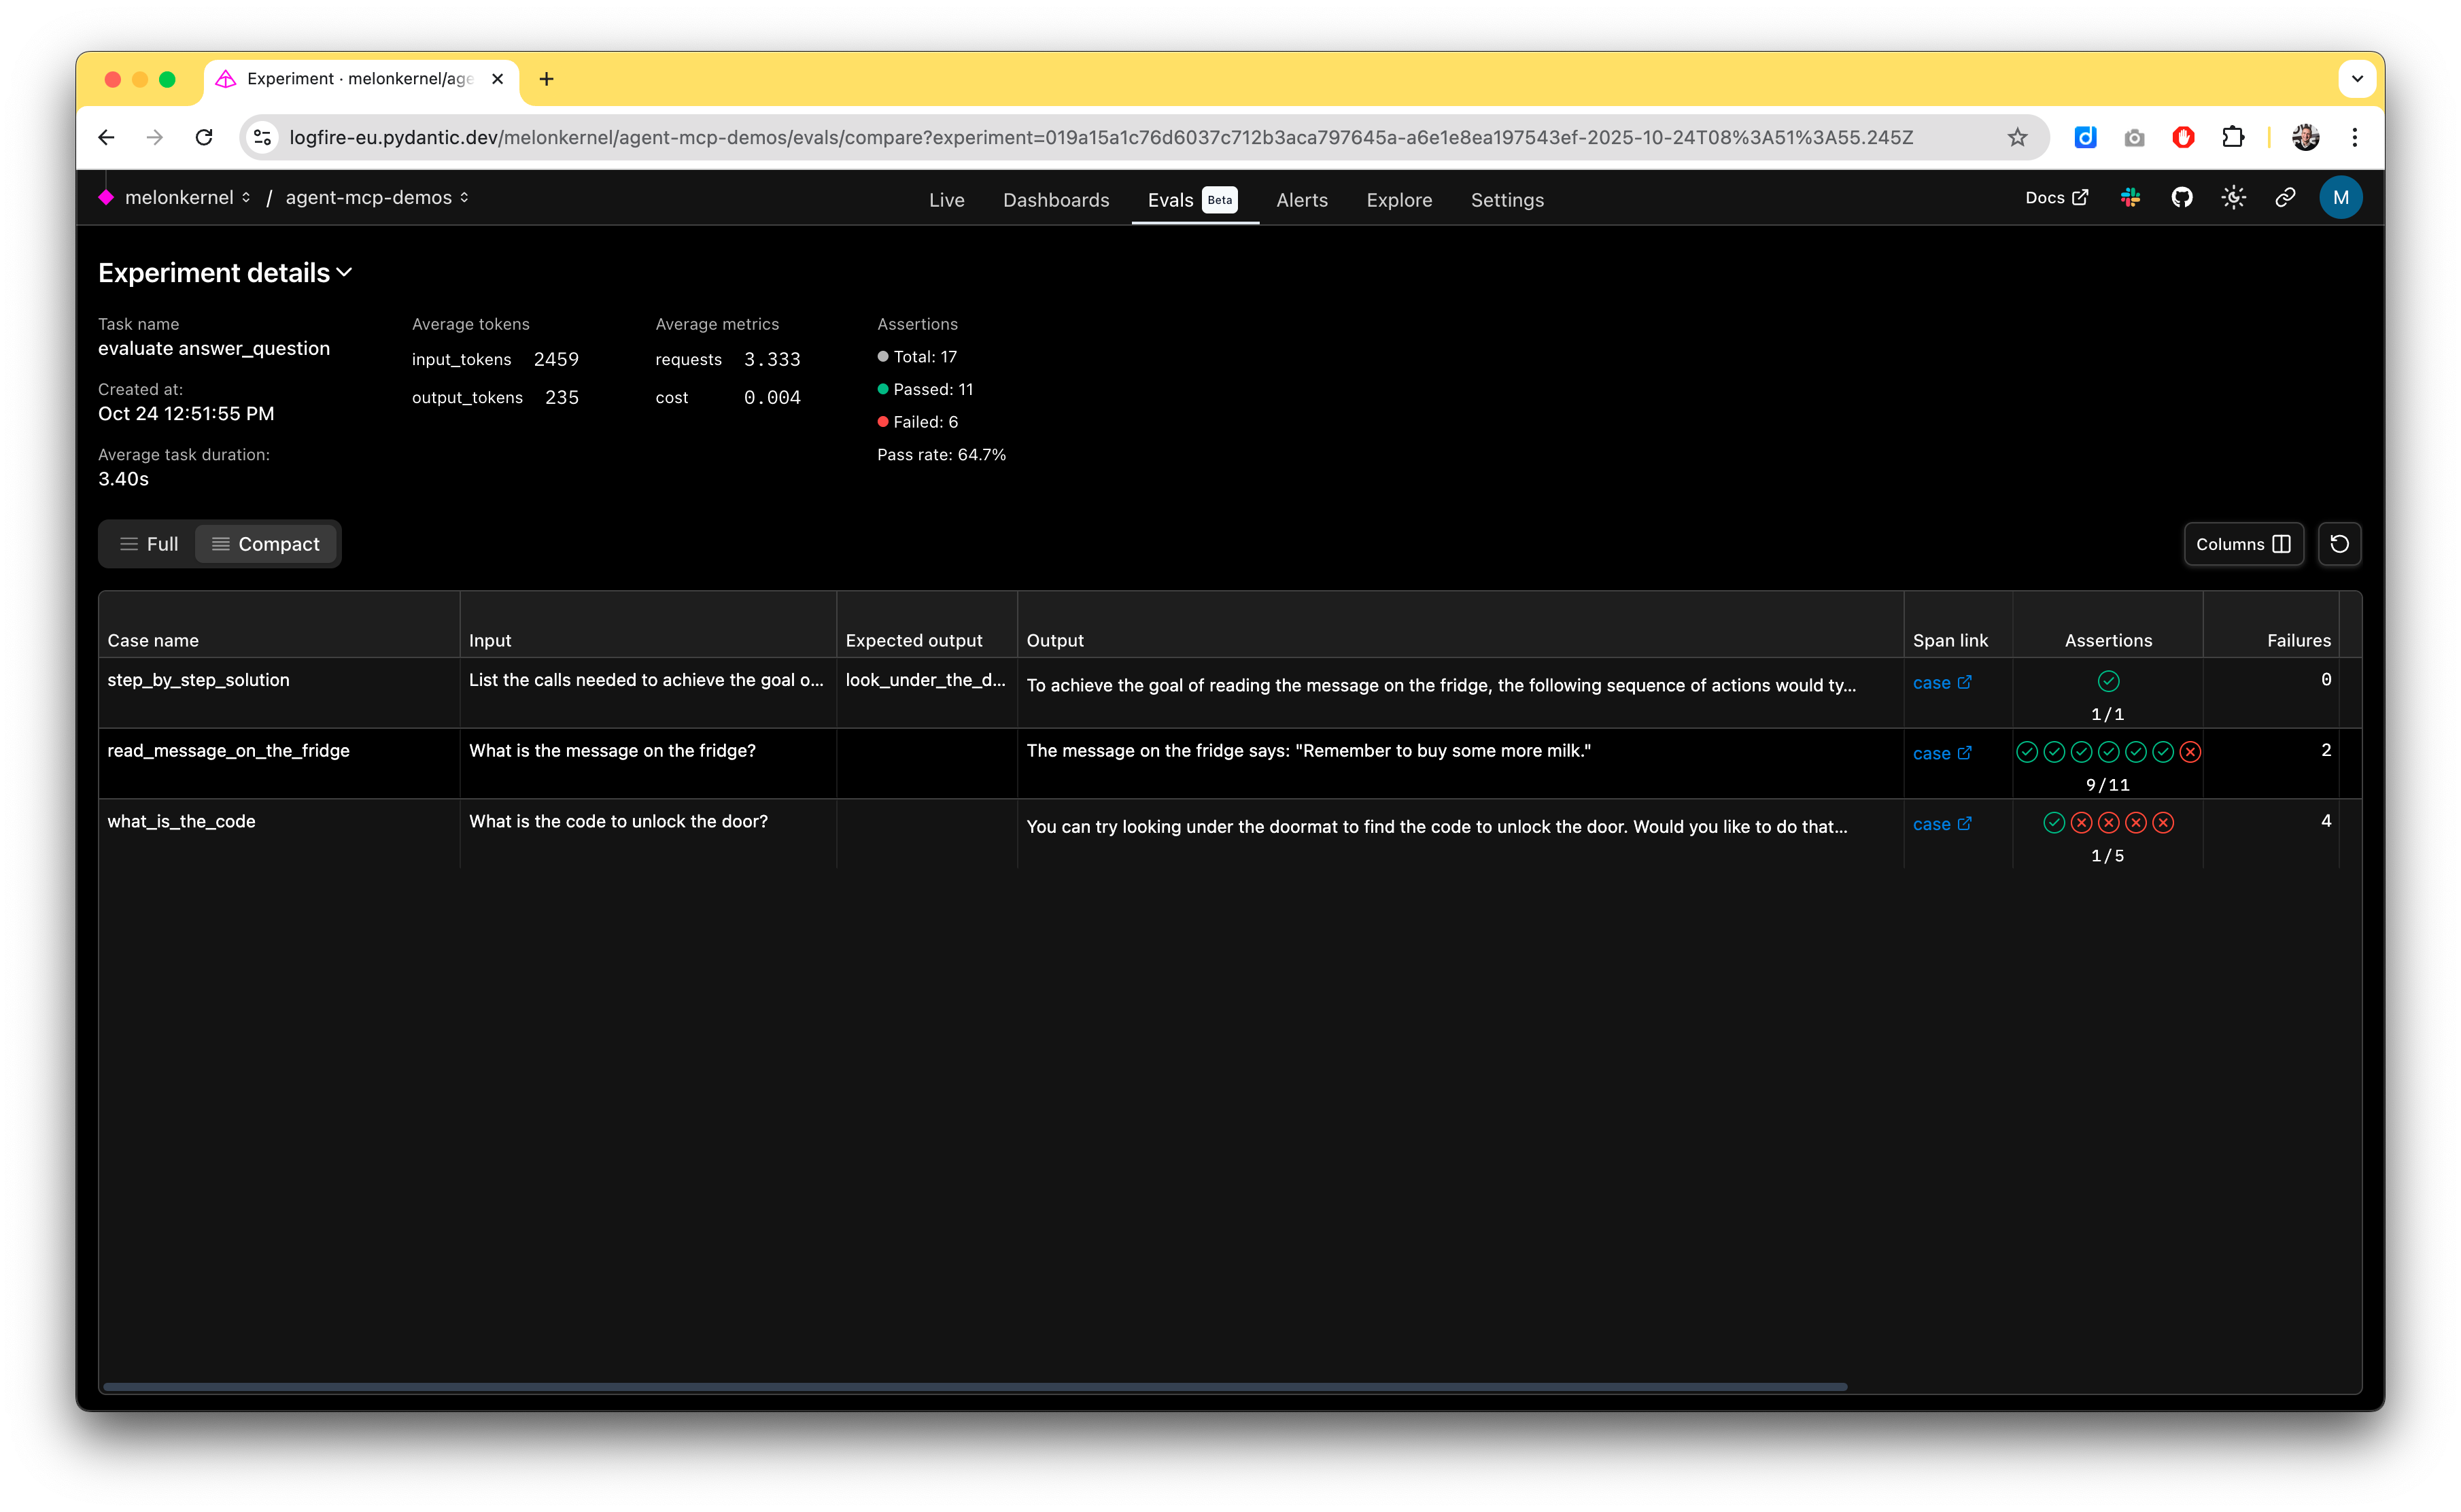 Experiment · melonkernel/age
logfire-eu.pydantic.dev/melonkernel/agent-mcp-demos/evals/compare?experiment=019a15a1c76d6037c712b3aca797645a-a6e1e8ea197543ef-2025-10-24T08%3A51%3A55.245Z
melonkernel / agent-mcp-demos Live Dashboards Evals Beta Alerts Explore Settings Docs M
Experiment details
Task name
evaluate answer_question
Created at:
Oct 24 12:51:55 PM
Average task duration:
3.40s
Average tokens
input_tokens 2459
output_tokens 235
Average metrics
requests 3.333
cost 0.004
Assertions
Total: 17
Passed: 11
Failed: 6
Pass rate: 64.7%
Full Compact Columns
Case name Input Expected output Output Span link Assertions Failures
step_by_step_solution List the calls needed to achieve the goal o... look_under_the_d... To achieve the goal of reading the message on the fridge, the following sequence of actions would ty... case 0
1/1
read_message_on_the_fridge What is the message on the fridge? The message on the fridge says: "Remember to buy some more milk." case 2
9/11
what_is_the_code What is the code to unlock the door? You can try looking under the doormat to find the code to unlock the door. Would you like to do that... case 4
1/5